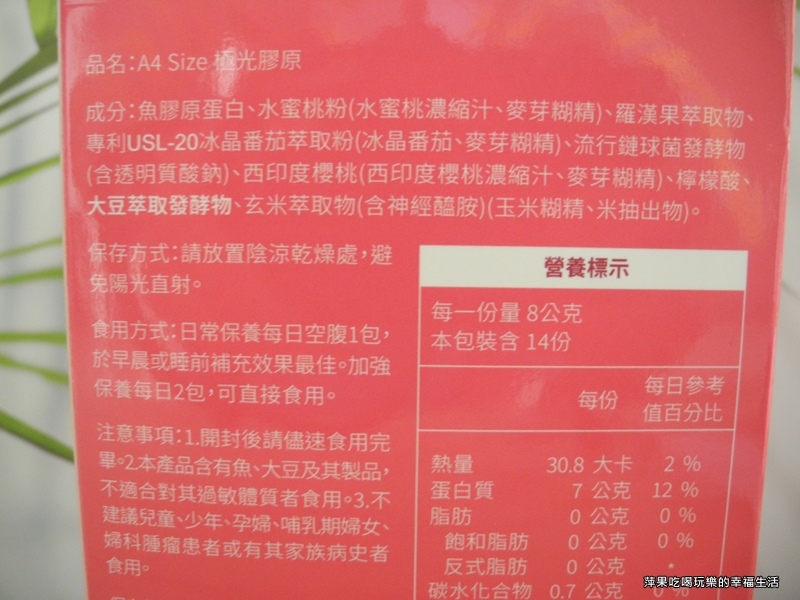 品名:A4 Size 極光膠原
成分:魚膠原蛋白、水蜜桃粉(水蜜桃濃縮汁、麥芽糊精)、羅漢果萃取物、
專利USL-20冰晶番茄萃取粉(冰晶番茄、麥芽糊精)、流行鏈球菌發酵物
(含透明質酸鈉)、西印度櫻桃(西印度櫻桃濃縮汁、麥芽糊精)、檸檬酸、
大豆萃取發酵物、玄米萃取物(含神經醯胺)(玉米糊精、米抽出物)。
保存方式:請放置陰涼乾燥處,避
免陽光直射。
食用方式:日常保養每日空腹1包,
於早晨或睡前補充效果最佳。加強
保養每日2包,可直接食用。
注意事項:1.開封後請儘速食用完
畢。2.本產品含有魚、大豆及其製品,
不適合對其過敏體質者食用。3.不
建議兒童、少年、孕婦、哺乳期婦女、
婦科腫瘤患者或有其家族病史者
食用。
營養標示
每一份量 8公克
本包裝含 14份
每份 每日參考
值百分比
熱量 30.8 大卡 2 %
蛋白質 7 公克 12 %
脂肪 0 公克 0 %
飽和脂肪 0 公克 0 %
反式脂肪 0 公克 *
碳水化合物 0.7 公克 0 %
萍果吃喝玩樂的幸福生活